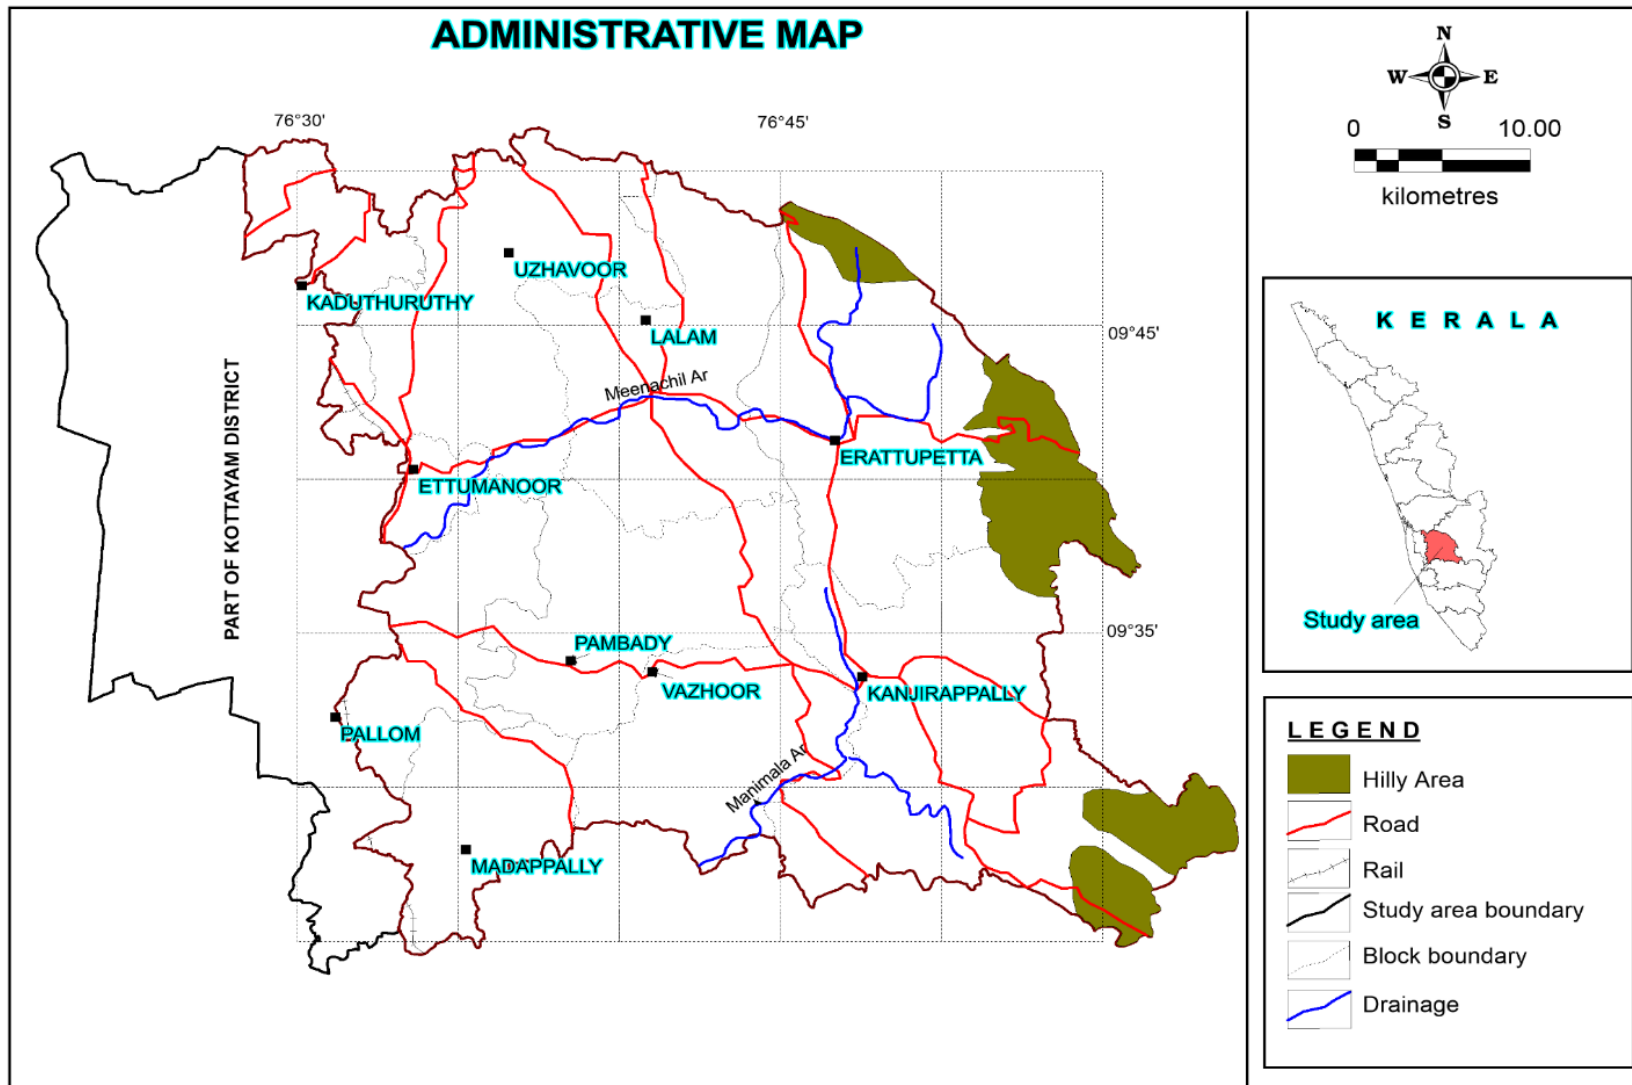 ADMINISTRATIVE MAP
76°30'
76°45'
N
W
E
S
0
10.00
kilometres
UZHAVOOR
KADUTHURUTHY
LALAM
09°45'
Meenachil Ar
ERATTUPETTA
ETTUMANOOR
PART OF KOTTAYAM DISTRICT
09°35'
PAMBADY
VAZHOOR
KANJIRAPPALLY
PALLOM
Manimala Ar
MADAPPALLY
KERALA
Study area
LEGEND
Hilly Area
Road
Rail
Study area boundary
Block boundary
Drainage